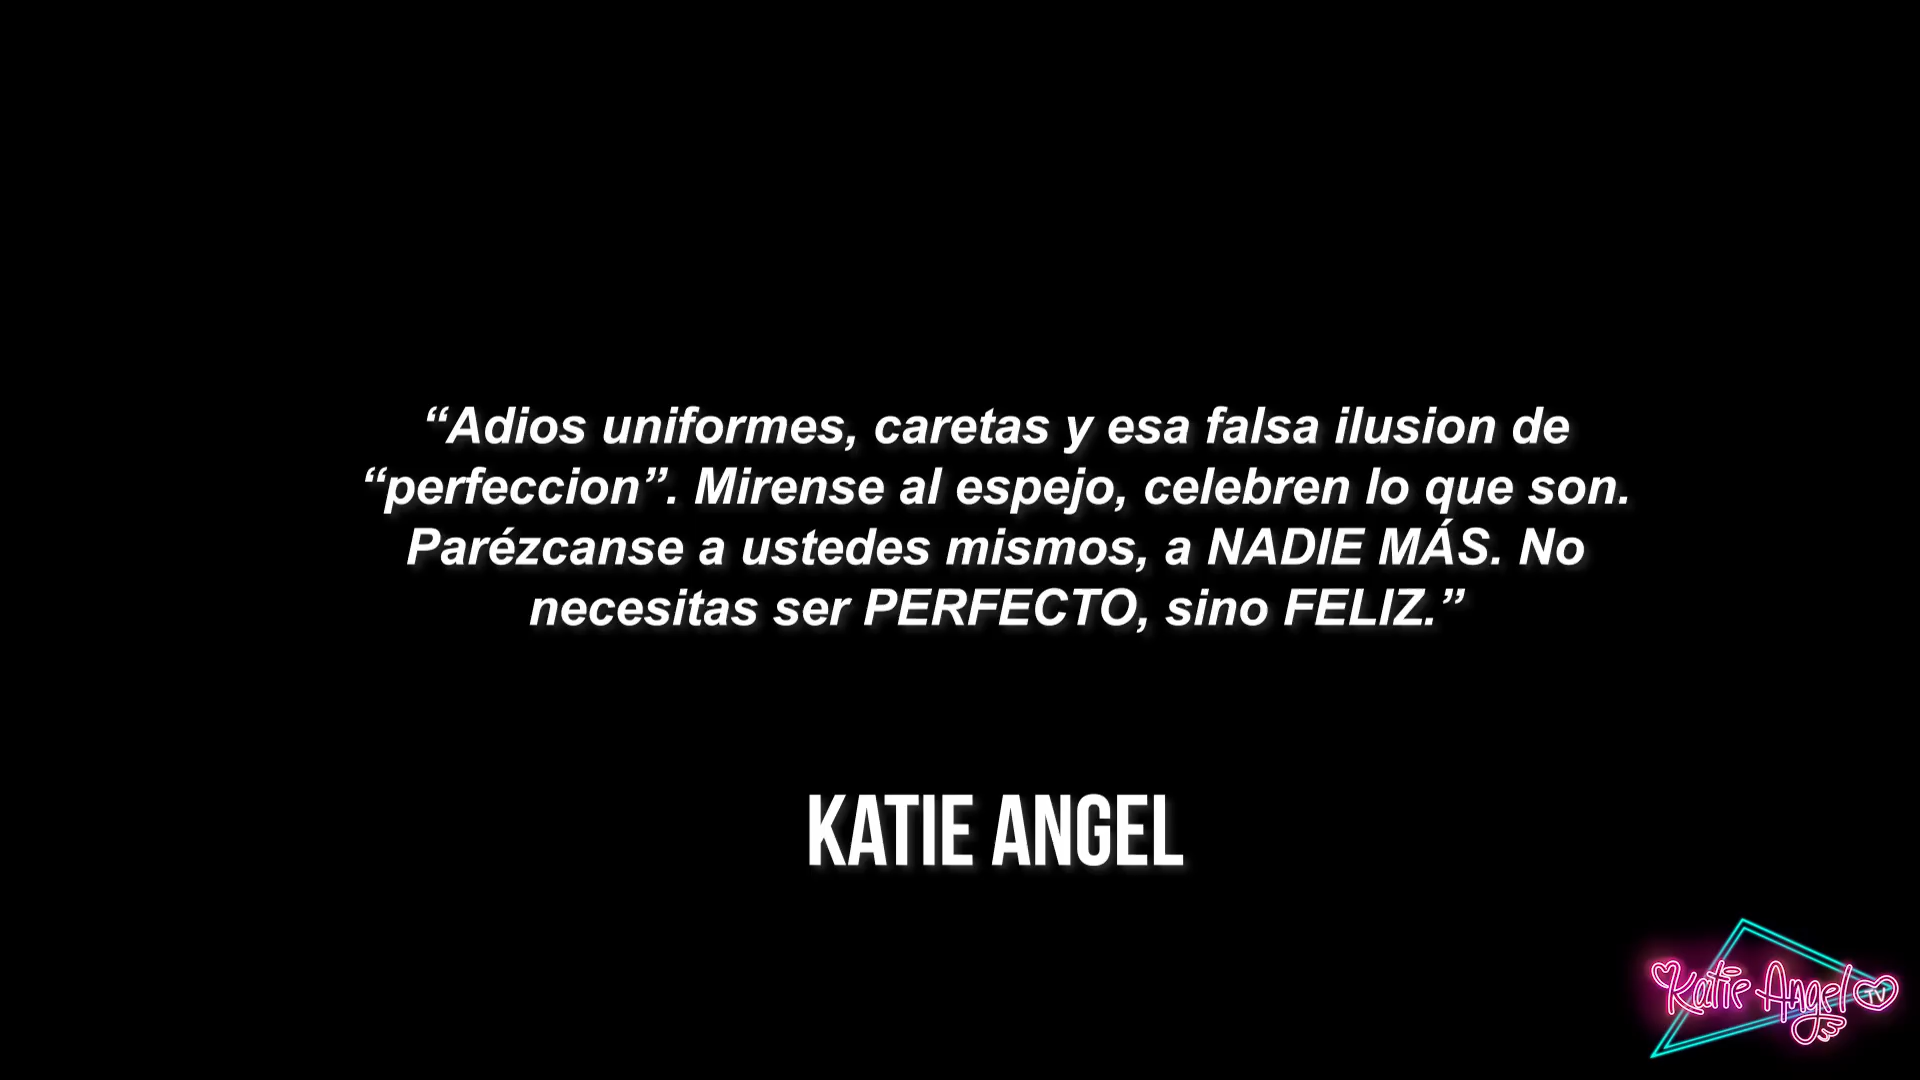 “Adios uniformes, caretas y esa falsa ilusion de
“perfeccion”. Mirense al espejo, celebren lo que son.
Parézcanse a ustedes mismos, a NADIE MÁS. No
necesitas ser PERFECTO, sino FELIZ.”
KATIE ANGEL
Katie Angel TV